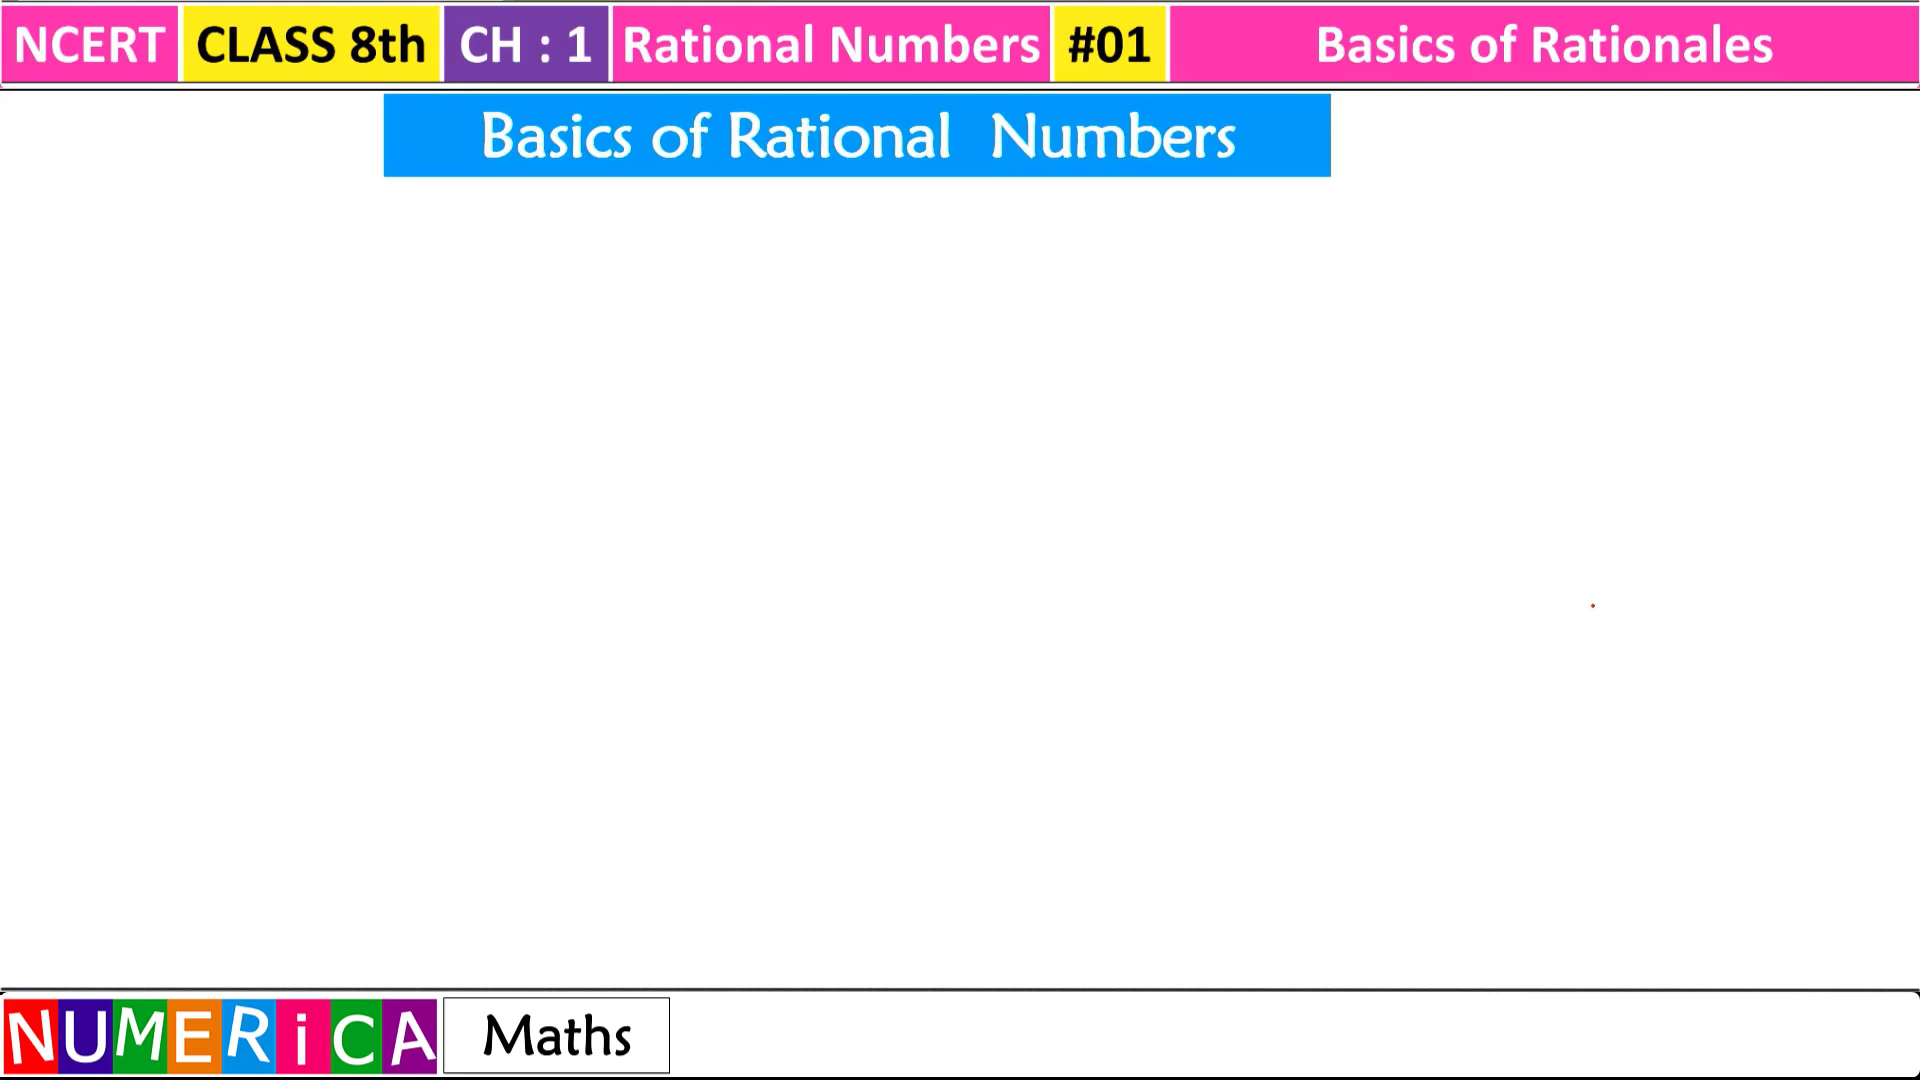 NCERT CLASS 8th CH : 1 Rational Numbers #01 Basics of Rationales
Basics of Rational Numbers
NUMERiCA Maths